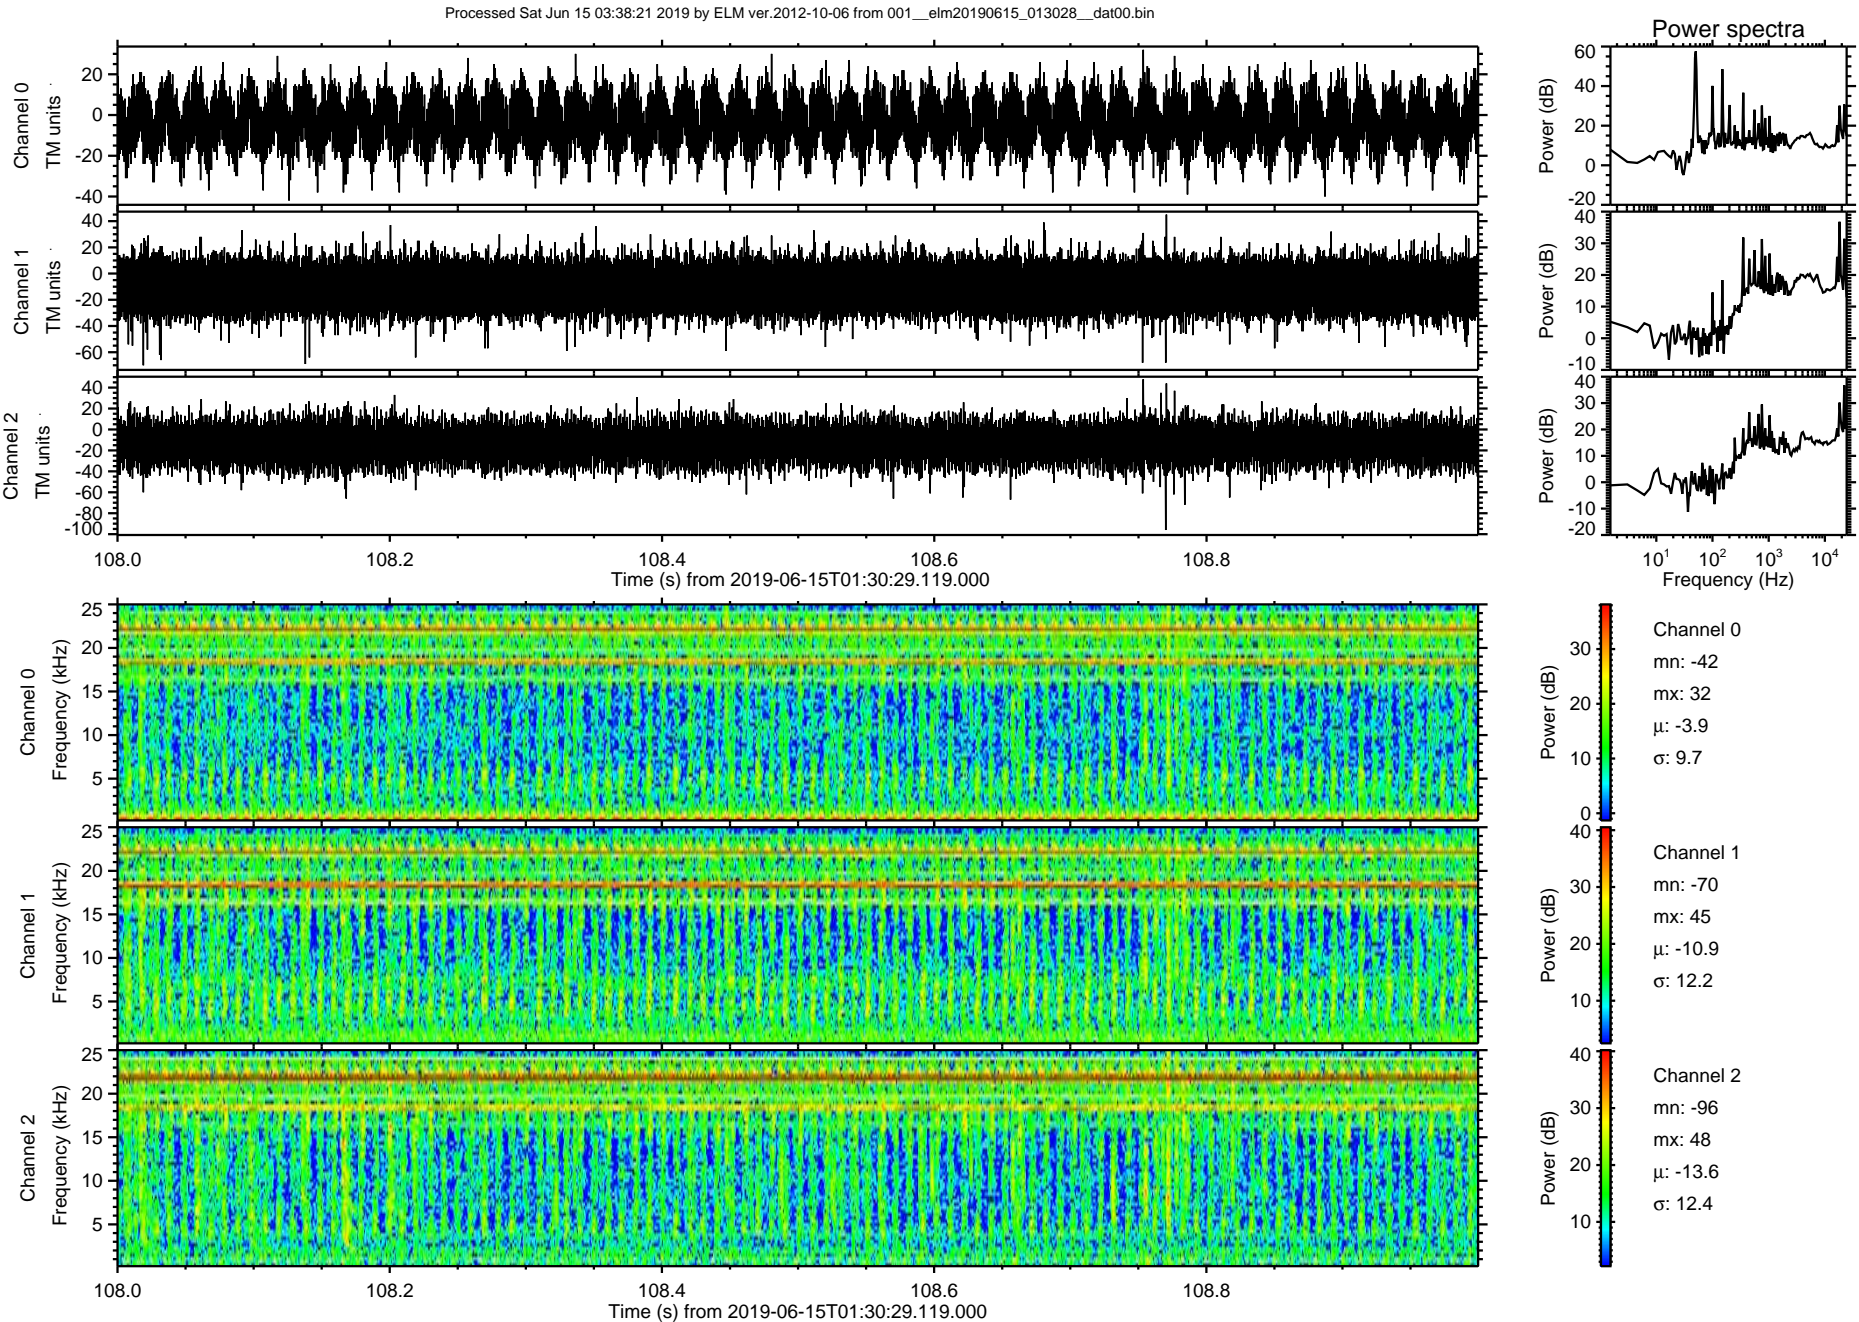 Processed Sat Jun 15 03:38:21 2019 by ELM ver.2012-10-06 from 001__elm20190615_013028__dat00.bin
Power spectra
Channel 0
TM units
20
0
-20
-40
Power (dB)
60
40
20
0
-20
Channel 1
TM units
40
20
0
-20
-40
-60
Power (dB)
40
30
20
10
0
-10
Channel 2
TM units
40
20
0
-20
-40
-60
-80
-100
Power (dB)
40
30
20
10
0
-10
-20
108.0 108.2 108.4 108.6 108.8
Time (s) from 2019-06-15T01:30:29.119.000
10^1 10^2 10^3 10^4
Frequency (Hz)
Channel 0
Frequency (kHz)
25
20
15
10
5
Power (dB)
30
20
10
0
Channel 0
mn: -42
mx: 32
μ: -3.9
σ: 9.7
Channel 1
Frequency (kHz)
25
20
15
10
5
Power (dB)
40
30
20
10
Channel 1
mn: -70
mx: 45
μ: -10.9
σ: 12.2
Channel 2
Frequency (kHz)
25
20
15
10
5
Power (dB)
40
30
20
10
Channel 2
mn: -96
mx: 48
μ: -13.6
σ: 12.4
108.0 108.2 108.4 108.6 108.8
Time (s) from 2019-06-15T01:30:29.119.000